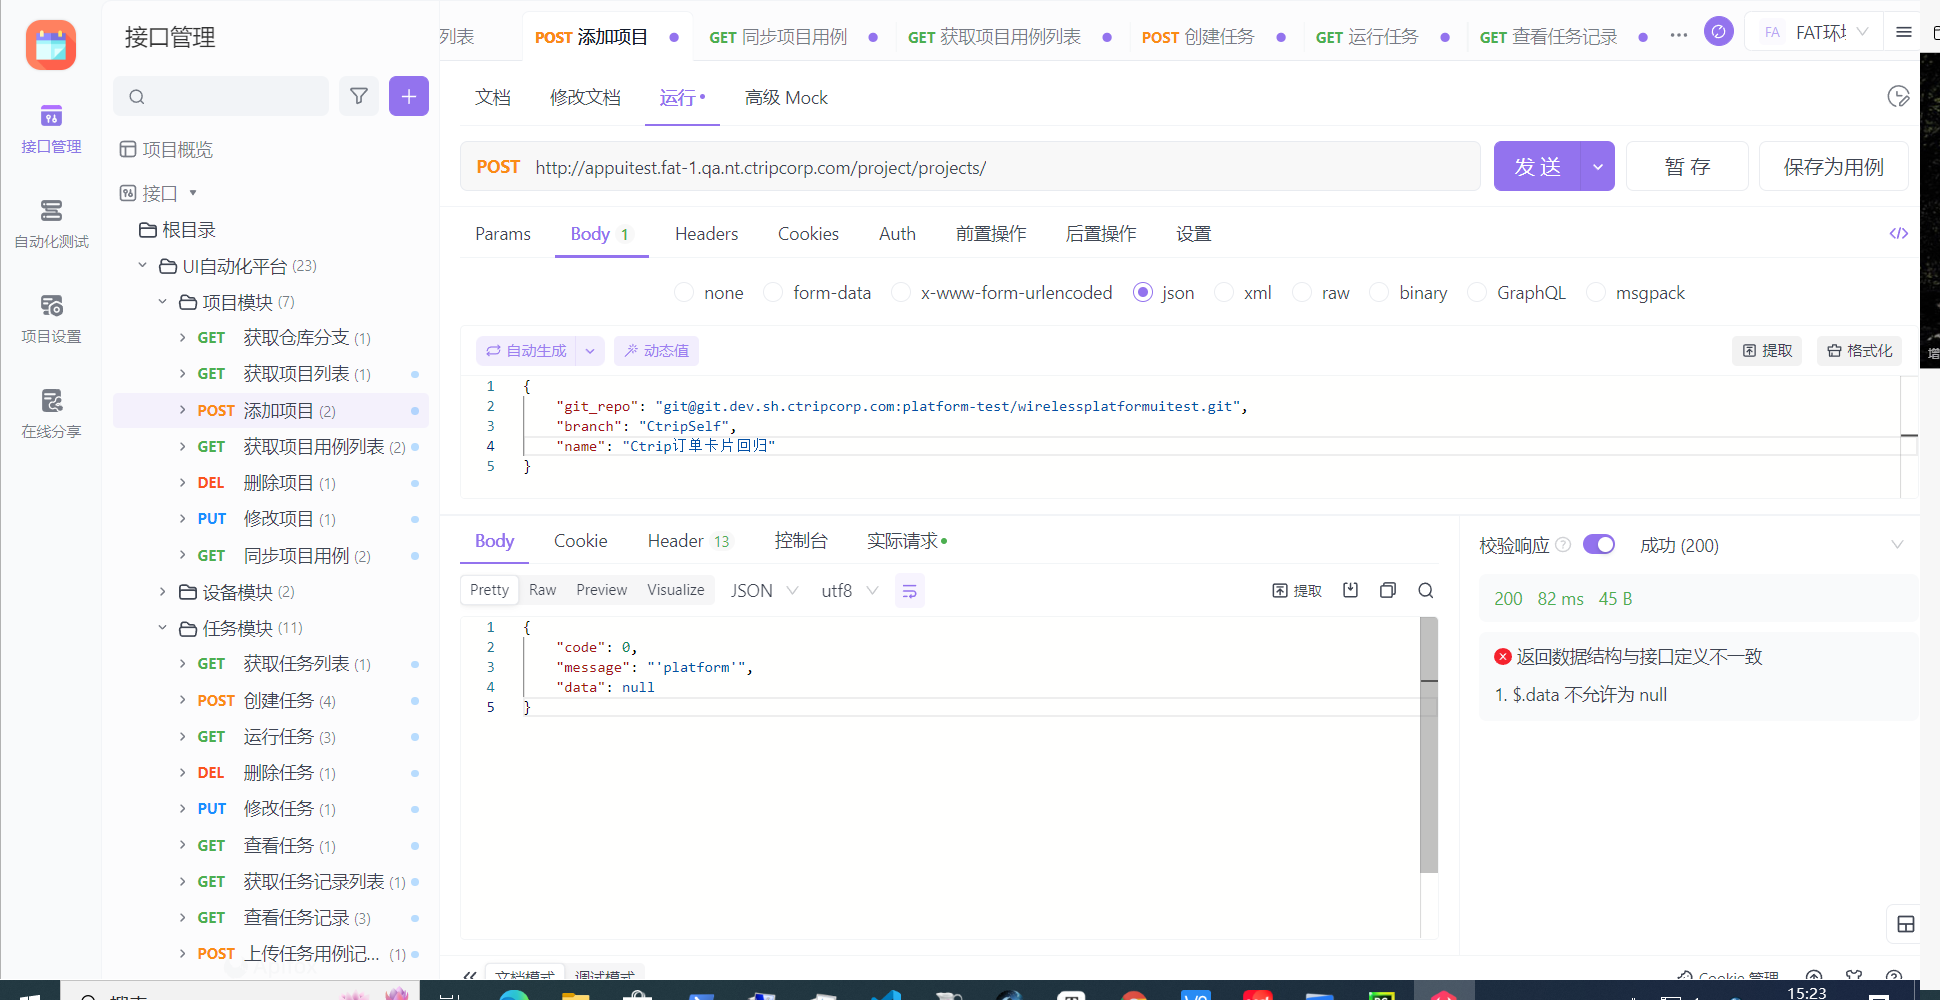 接口管理
接口管理
自动化测试
项目设置
在线分享
项目概览
接口
根目录
UI自动化平台 (23)
项目模块 (7)
GET 获取仓库分支 (1)
GET 获取项目列表 (1)
POST 添加项目 (2)
GET 获取项目用例列表 (2)
DEL 删除项目 (1)
PUT 修改项目 (1)
GET 同步项目用例 (2)
设备模块 (2)
任务模块 (11)
GET 获取任务列表 (1)
POST 创建任务 (4)
GET 运行任务 (3)
DEL 删除任务 (1)
PUT 修改任务 (1)
GET 查看任务 (1)
GET 获取任务记录列表 (1)
GET 查看任务记录 (3)
POST 上传任务用例记... (1)
列表 POST 添加项目 GET 同步项目用例 GET 获取项目用例列表 POST 创建任务 GET 运行任务 GET 查看任务记录 ... FA FAT环
文档 修改文档 运行 高级 Mock
POST http://appuitest.fat-1.qa.nt.ctripcorp.com/project/projects/ 发 送 暂 存 保存为用例
Params Body 1 Headers Cookies Auth 前置操作 后置操作 设置
none form-data x-www-form-urlencoded json xml raw binary GraphQL msgpack
自动生成 动态值 提取 格式化
1 {
2 "git_repo": "git@git.dev.sh.ctripcorp.com:platform-test/wirelessplatformuitest.git",
3 "branch": "CtripSelf",
4 "name": "Ctrip订单卡片回归"
5 }
Body Cookie Header 13 控制台 实际请求
Pretty Raw Preview Visualize JSON utf8 提取
1 {
2 "code": 0,
3 "message": "'platform'",
4 "data": null
5 }
校验响应 成功 (200)
200 82 ms 45 B
返回数据结构与接口定义不一致
1. $.data 不允许为 null
文档模式 调试模式 Cookie 管理
增
搜索
15:23